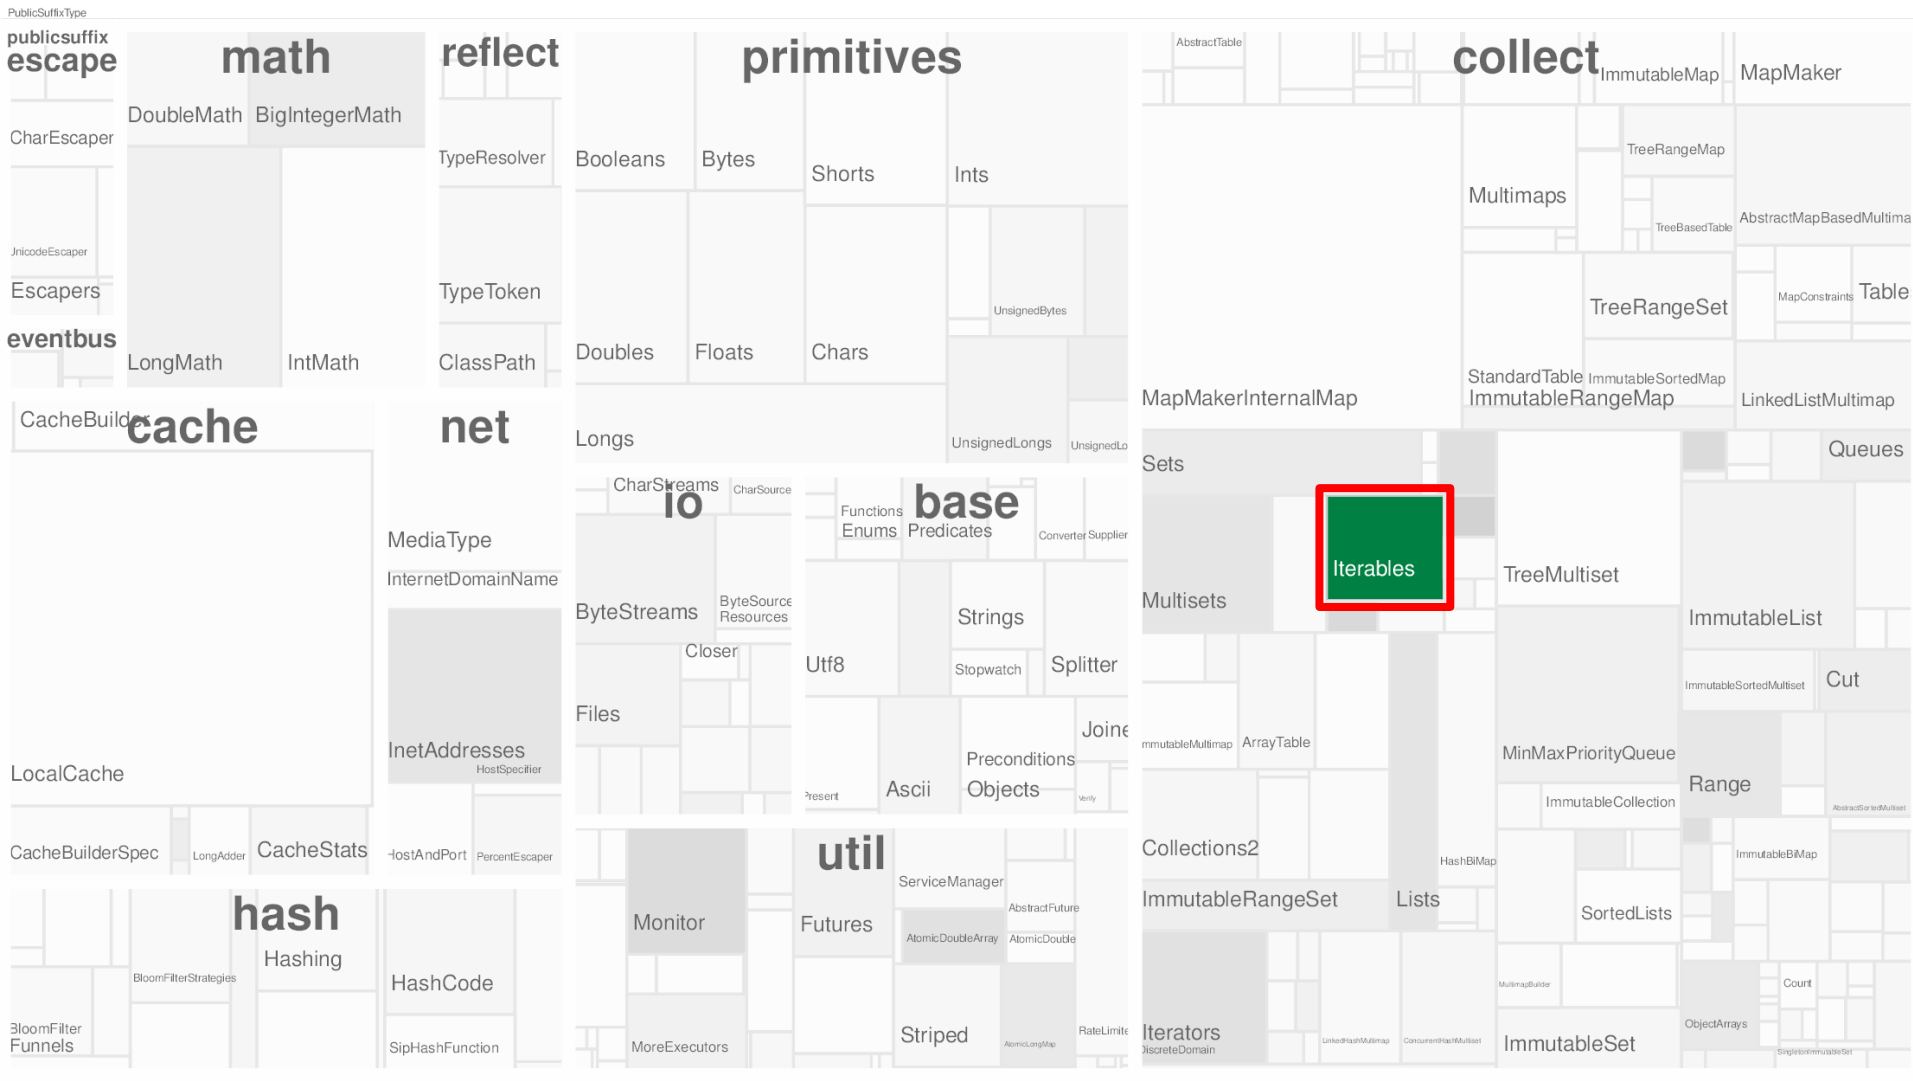 PublicSuffixType
publicsuffix
escape
CharEscaper
UnicodeEscaper
Escapers
eventbus
math
DoubleMath
BigIntegerMath
LongMath
IntMath
reflect
TypeResolver
TypeToken
ClassPath
primitives
Booleans
Bytes
Shorts
Ints
Doubles
Floats
Chars
UnsignedBytes
Longs
UnsignedLongs
UnsignedLo
cache
CacheBuilder
LocalCache
CacheBuilderSpec
LongAdder
CacheStats
net
MediaType
InternetDomainName
InetAddresses
HostSpecifier
HostAndPort
PercentEscaper
io
CharStreams
CharSource
ByteStreams
ByteSource
Resources
Closer
Files
base
Functions
Enums
Predicates
Converter
Supplier
Strings
Utf8
Stopwatch
Splitter
Joine
Preconditions
Present
Ascii
Objects
Verify
hash
Hashing
BloomFilterStrategies
HashCode
BloomFilter
Funnels
SipHashFunction
util
ServiceManager
Monitor
Futures
AbstractFuture
AtomicDoubleArray
AtomicDouble
Striped
RateLimite
MoreExecutors
AtomicLongMap
collect
AbstractTable
ImmutableMap
MapMaker
TreeRangeMap
Multimaps
AbstractMapBasedMultima
TreeBasedTable
MapConstraints
Table
TreeRangeSet
StandardTable
ImmutableSortedMap
MapMakerInternalMap
ImmutableRangeMap
LinkedListMultimap
Sets
Queues
Iterables
TreeMultiset
Multisets
ImmutableList
ImmutableSortedMultiset
Cut
mmutableMultimap
ArrayTable
MinMaxPriorityQueue
Range
ImmutableCollection
AbstractSortedMultiset
Collections2
HashBiMap
ImmutableBiMap
ImmutableRangeSet
Lists
SortedLists
MultimapBuilder
Count
Iterators
DiscreteDomain
LinkedHashMultimap
ConcurrentHashMultiset
ImmutableSet
ObjectArrays
SingletonImmutableSet